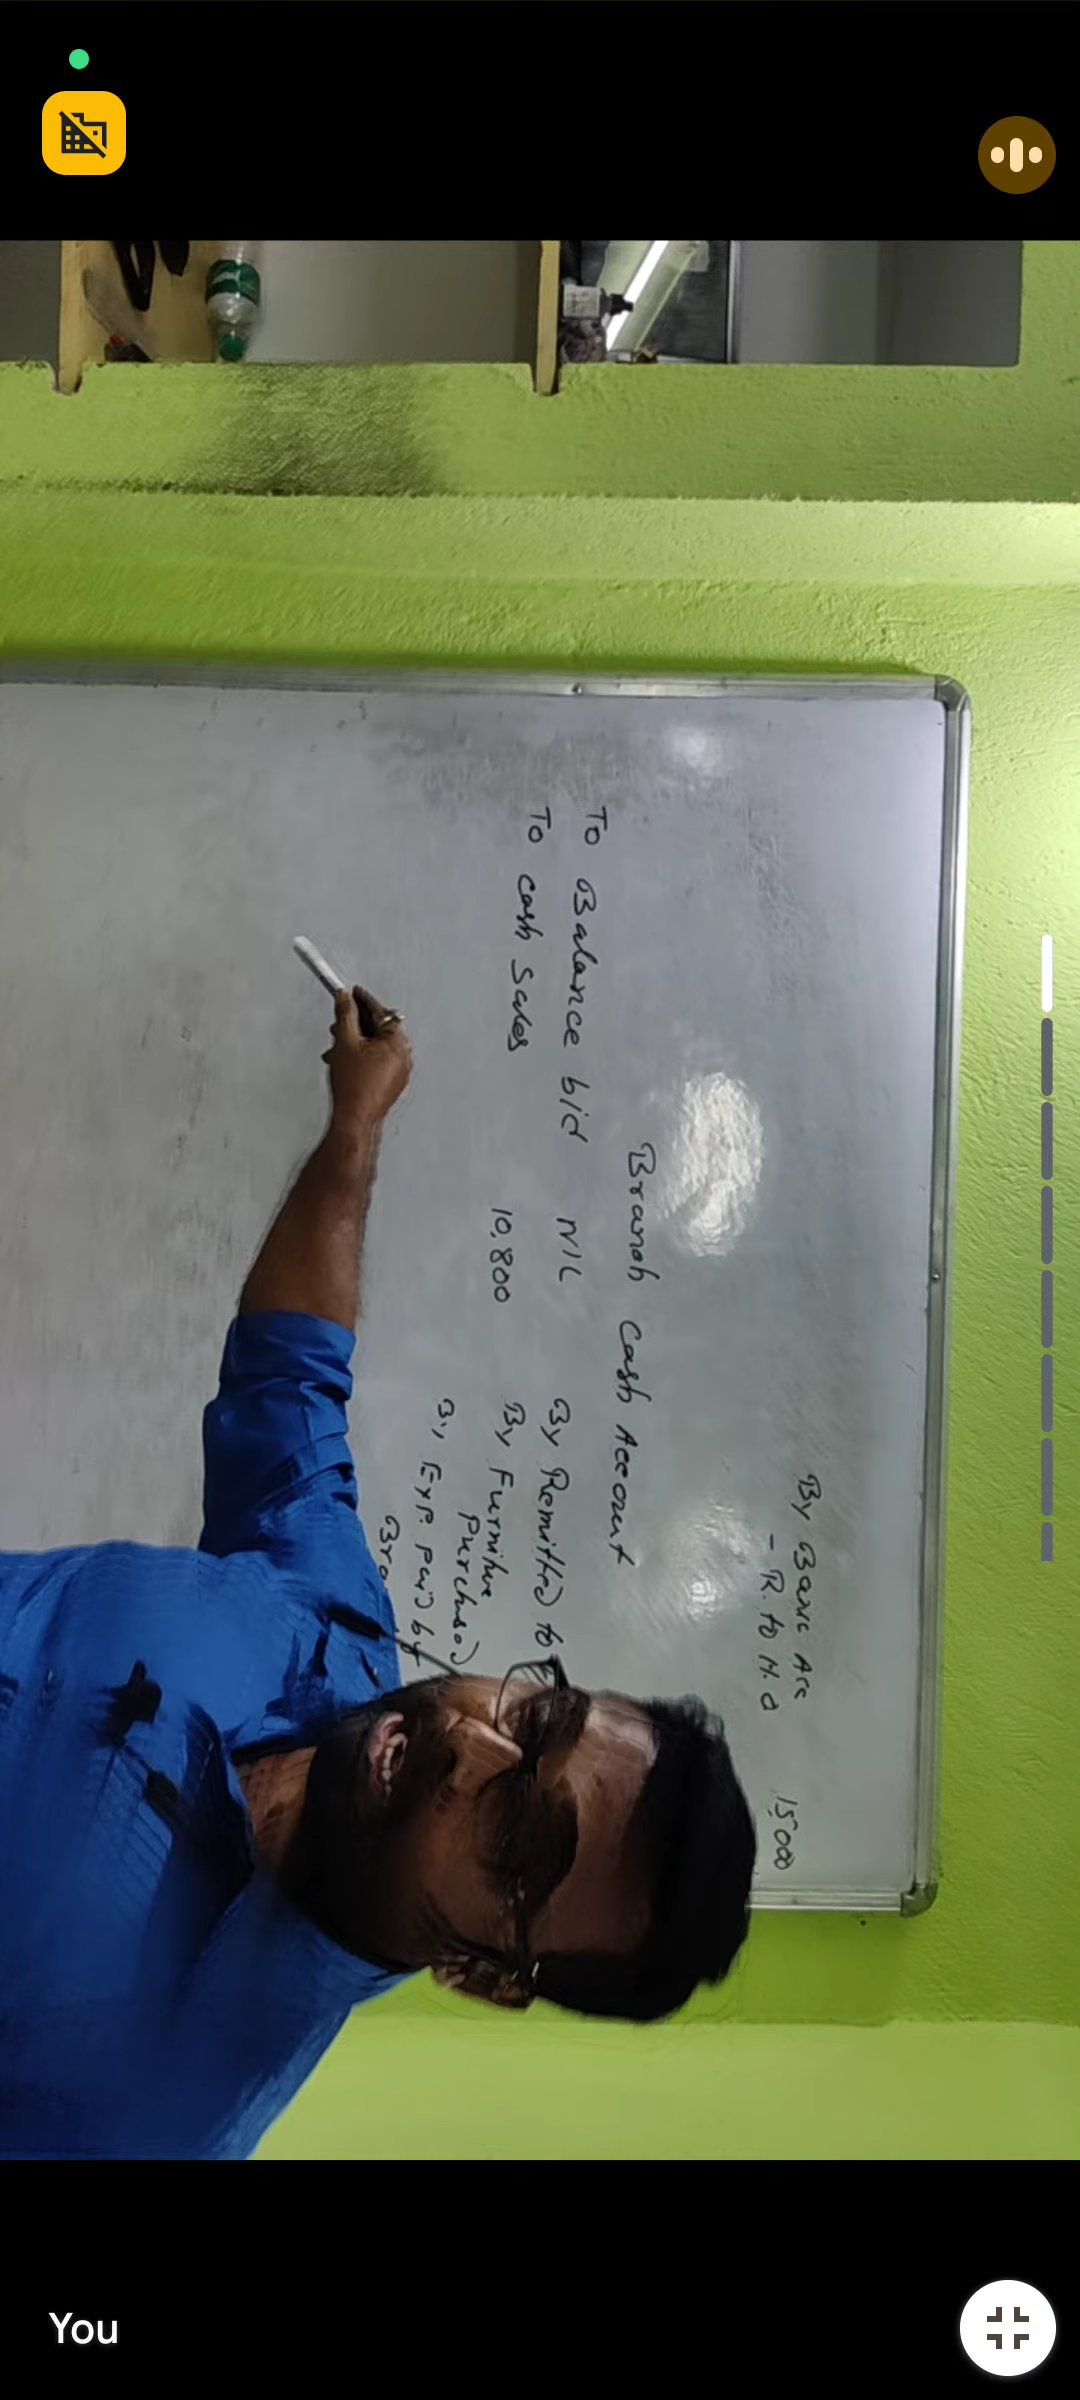 By Bank Acc
- R. to H.O 15000
Branch Cash Account
To Balance b/d NIL By Remitted to
To cash sales 10,800 By Furniture
Purchased
By Exp. paid by
You